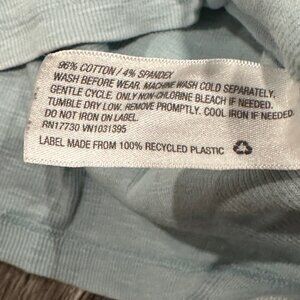 96% COTTON / 4% SPANDEX
WASH BEFORE WEAR. MACHINE WASH COLD SEPARATELY.
GENTLE CYCLE. ONLY NON-CHLORINE BLEACH IF NEEDED.
TUMBLE DRY LOW. REMOVE PROMPTLY. COOL IRON IF NEEDED.
DO NOT IRON ON LABEL.
RN17730 VN1031395
LABEL MADE FROM 100% RECYCLED PLASTIC